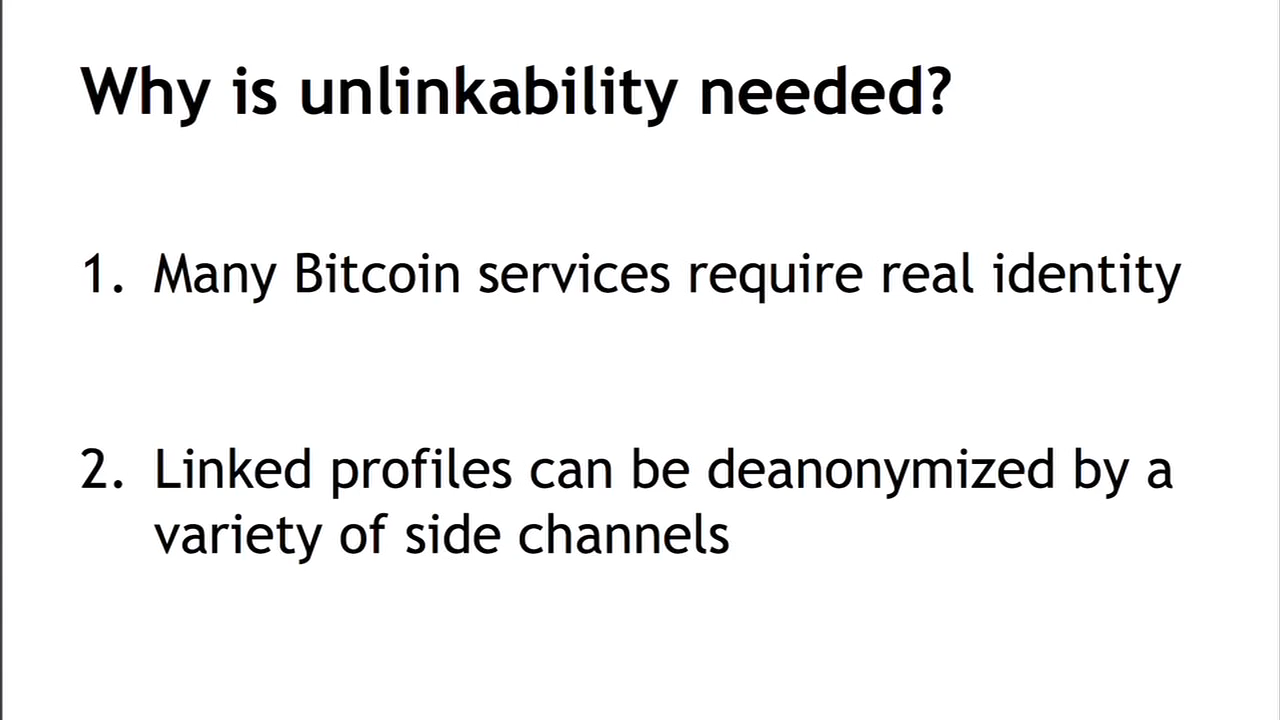 Why is unlinkability needed?
1. Many Bitcoin services require real identity
2. Linked profiles can be deanonymized by a
variety of side channels